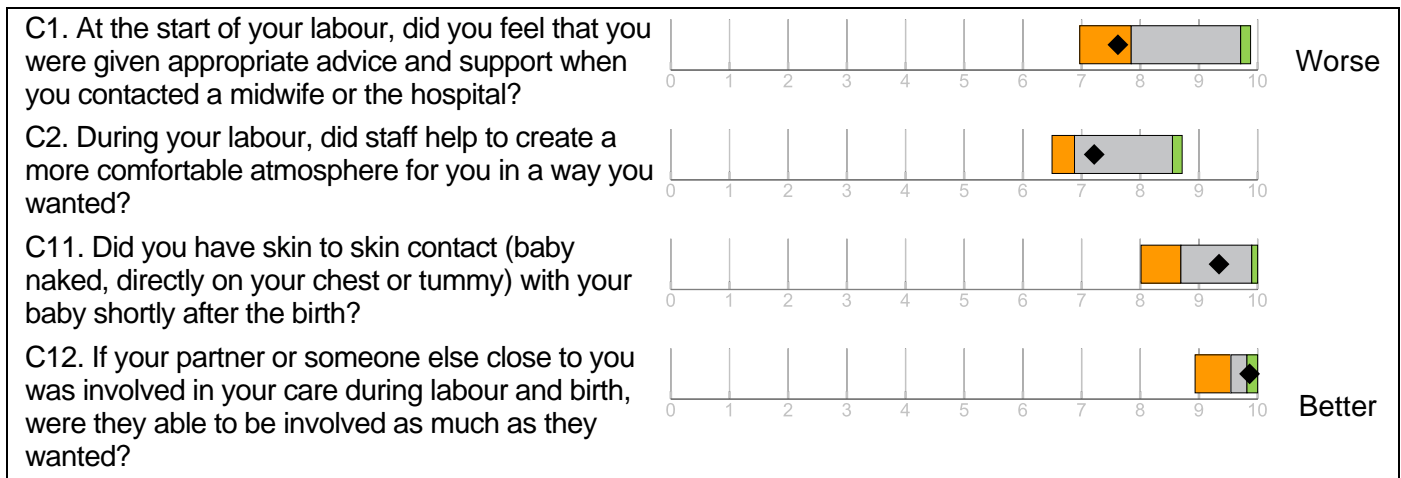 C1. At the start of your labour, did you feel that you
were given appropriate advice and support when
you contacted a midwife or the hospital?
0 1 2 3 4 5 6 7 8 9 10
Worse
C2. During your labour, did staff help to create a
more comfortable atmosphere for you in a way you
wanted?
0 1 2 3 4 5 6 7 8 9 10
C11. Did you have skin to skin contact (baby
naked, directly on your chest or tummy) with your
baby shortly after the birth?
0 1 2 3 4 5 6 7 8 9 10
C12. If your partner or someone else close to you
was involved in your care during labour and birth,
were they able to be involved as much as they
wanted?
0 1 2 3 4 5 6 7 8 9 10
Better